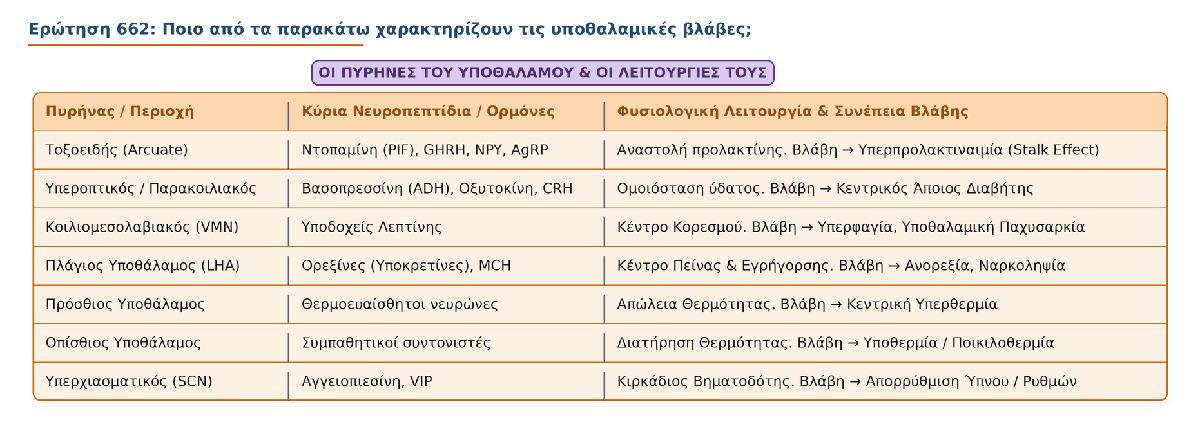 Ερώτηση 662: Ποιο από τα παρακάτω χαρακτηρίζουν τις υποθαλαμικές βλάβες;
ΟΙ ΠΥΡΗΝΕΣ ΤΟΥ ΥΠΟΘΑΛΑΜΟΥ & ΟΙ ΛΕΙΤΟΥΡΓΙΕΣ ΤΟΥΣ
Πυρήνας / Περιοχή | Κύρια Νευροπεπτίδια / Ορμόνες | Φυσιολογική Λειτουργία & Συνέπεια Βλάβης
Τοξοειδής (Arcuate) | Ντοπαμίνη (PIF), GHRH, NPY, AgRP | Αναστολή προλακτίνης. Βλάβη → Υπερπρολακτιναιμία (Stalk Effect)
Υπεροπτικός / Παρακοιλιακός | Βασοπρεσσίνη (ADH), Οξυτοκίνη, CRH | Ομοιόσταση ύδατος. Βλάβη → Κεντρικός Άποιος Διαβήτης
Κοιλιομεσολαβιακός (VMN) | Υποδοχείς Λεπτίνης | Κέντρο Κορεσμού. Βλάβη → Υπερφαγία, Υποθαλαμική Παχυσαρκία
Πλάγιος Υποθάλαμος (LHA) | Ορεξίνες (Υποκρετίνες), MCH | Κέντρο Πείνας & Εγρήγορσης. Βλάβη → Ανορεξία, Ναρκοληψία
Πρόσθιος Υποθάλαμος | Θερμοευαίσθητοι νευρώνες | Απώλεια Θερμότητας. Βλάβη → Κεντρική Υπερθερμία
Οπίσθιος Υποθάλαμος | Συμπαθητικοί συντονιστές | Διατήρηση Θερμότητας. Βλάβη → Υποθερμία / Ποικιλοθερμία
Υπερχιασματικός (SCN) | Αγγειοπιεσίνη, VIP | Κιρκάδιος Βηματοδότης. Βλάβη → Απορρύθμιση Ύπνου / Ρυθμών